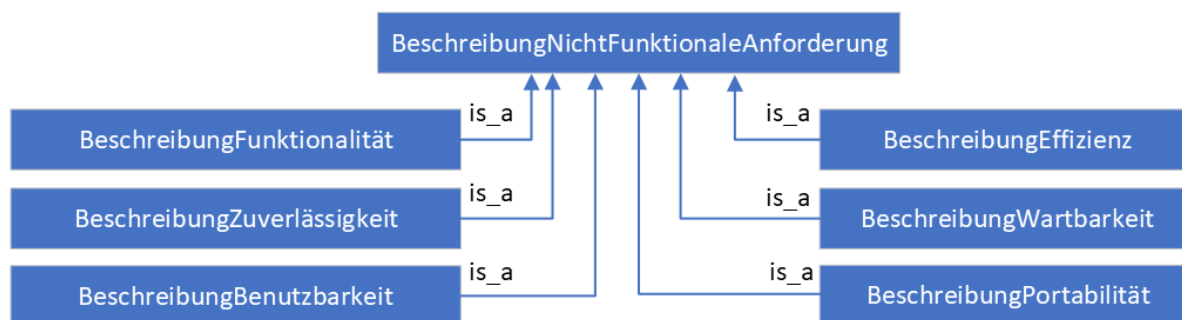 BeschreibungNichtFunktionaleAnforderung
is_a
is_a
BeschreibungFunktionalität
BeschreibungEffizienz
is_a
is_a
BeschreibungZuverlässigkeit
BeschreibungWartbarkeit
is_a
is_a
BeschreibungBenutzbarkeit
BeschreibungPortabilität